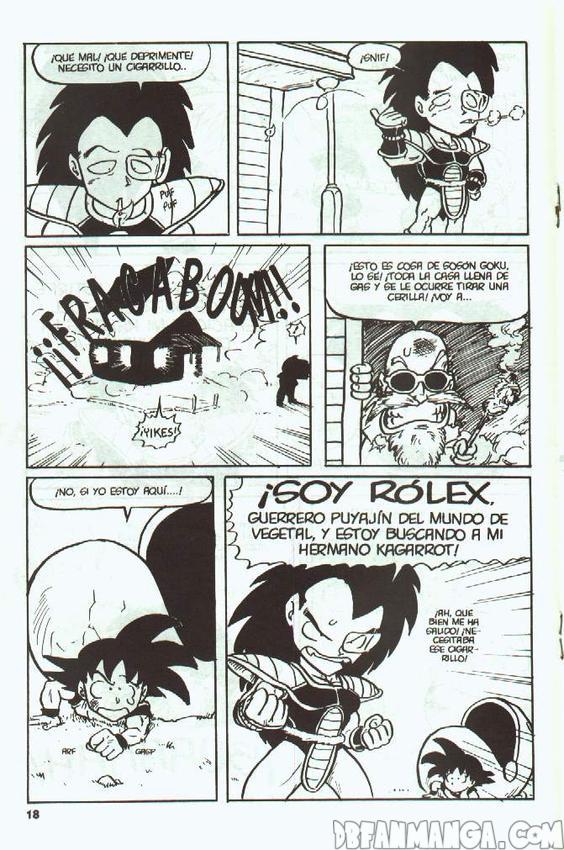 ¡QUE MAL! ¡QUE DEPRIMENTE!
NECESITO UN CIGARRILLO..
PUF
PUF
¡SNIF!
¡¡FRACABOOM!!
¡YIKES!
¡ESTO ES COSA DE SOSÓN GOKU,
LO SÉ! ¡TODA LA CASA LLENA DE
GAS Y SE LE OCURRE TIRAR UNA
CERILLA! ¡VOY A...
¡NO, SI YO ESTOY AQUÍ....!
ARF
GASP
¡SOY RÓLEX,
GUERRERO PUYAJÍN DEL MUNDO DE
VEGETAL, Y ESTOY BUSCANDO A MI
HERMANO KAGARROT!
¡AH, QUE
BIEN ME HA
SALIDO! ¡NE-
CESITABA
ESE CIGAR-
RILLO!
18
DBFANMANGA.COM